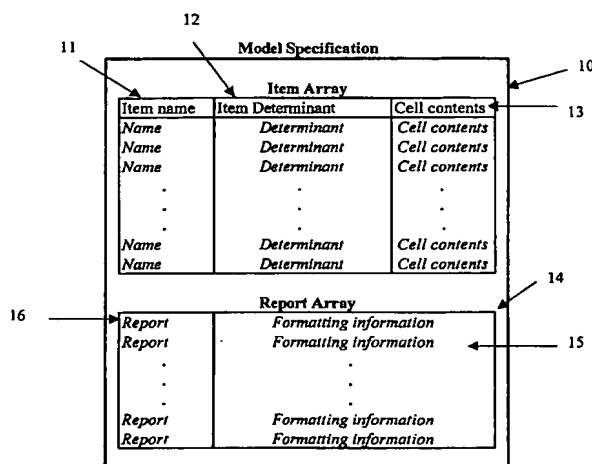 12
11
Model Specification
10
Item Array
Item name Item Determinant Cell contents
13
Name Determinant Cell contents
Name Determinant Cell contents
Name Determinant Cell contents
. . .
. . .
. . .
Name Determinant Cell contents
Name Determinant Cell contents
14
Report Array
16
Report Formatting information
Report Formatting information
15
. .
. .
. .
Report Formatting information
Report Formatting information